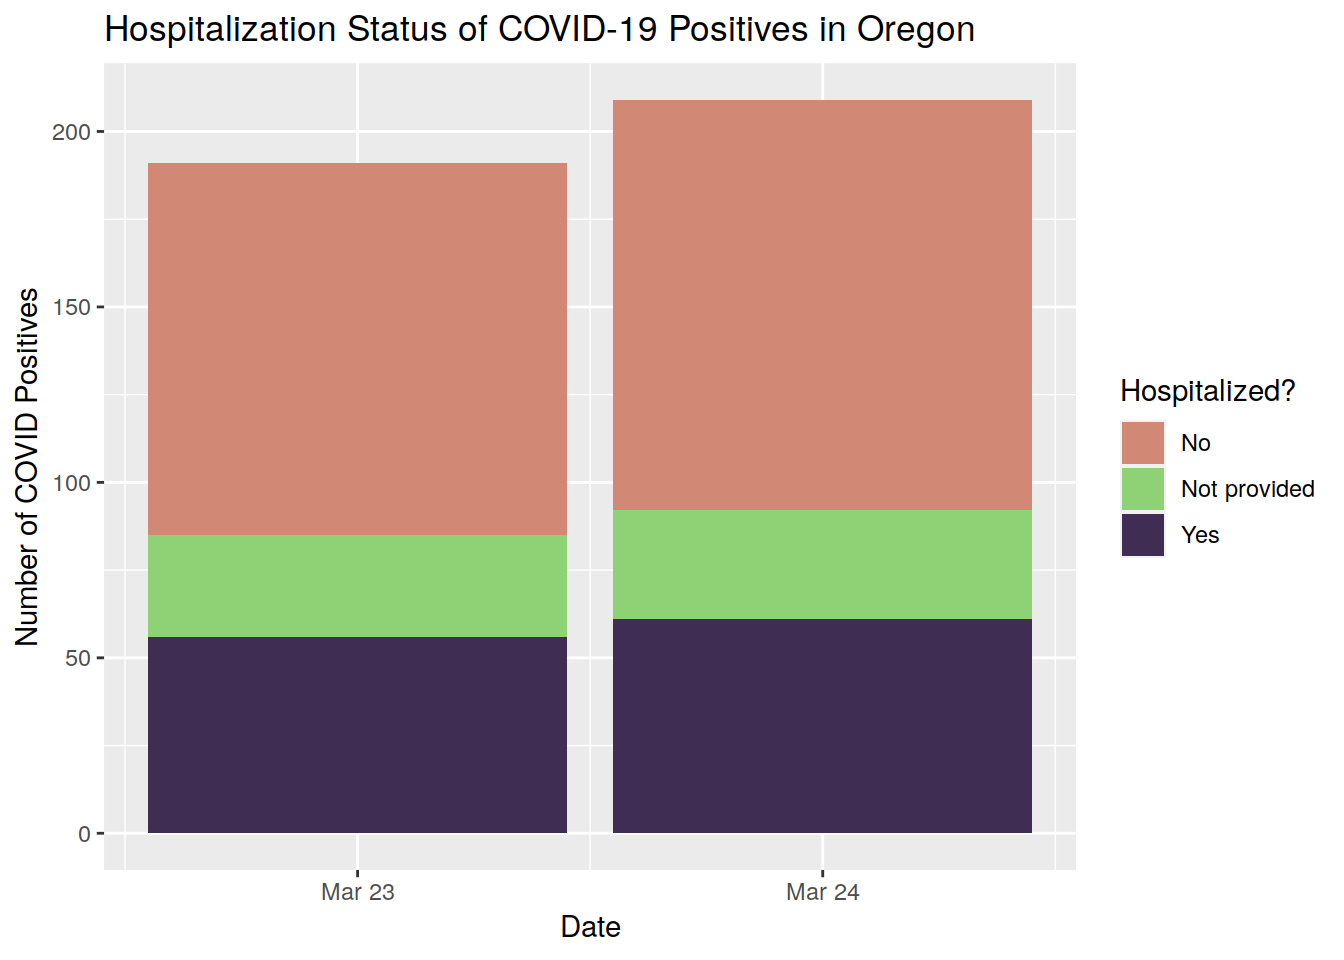 Hospitalization Status of COVID-19 Positives in Oregon
Number of COVID Positives
200
150
100
50
0
Mar 23
Mar 24
Date
Hospitalized?
No
Not provided
Yes